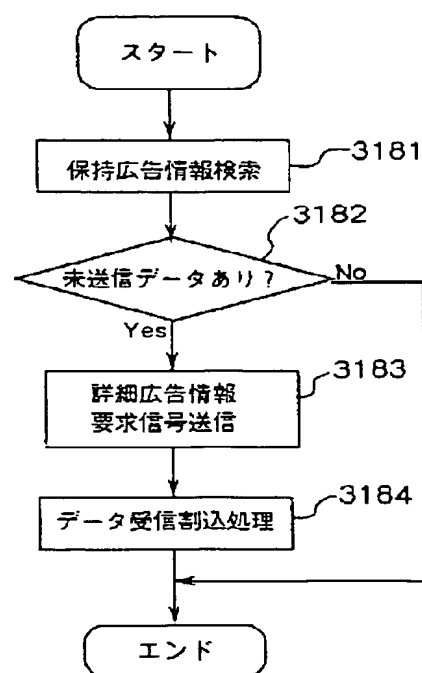 スタート
保持広告情報検索
3181
3182
未送信データあり?
No
Yes
詳細広告情報
要求信号送信
3183
データ受信割込処理
3184
エンド